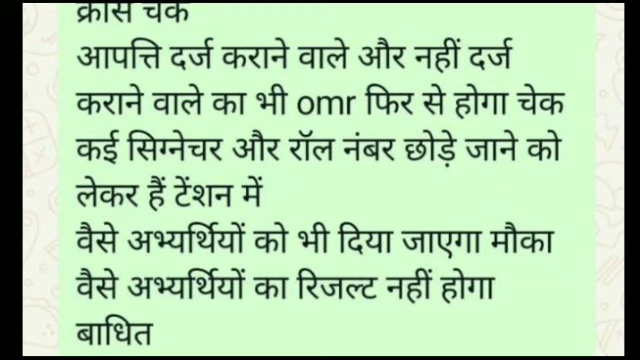 क्रॉस चेक
आपत्ति दर्ज कराने वाले और नहीं दर्ज
कराने वाले का भी omr फिर से होगा चेक
कई सिग्नेचर और रॉल नंबर छोड़े जाने को
लेकर हैं टेंशन में
वैसे अभ्यर्थियों को भी दिया जाएगा मौका
वैसे अभ्यर्थियों का रिजल्ट नहीं होगा
बाधित